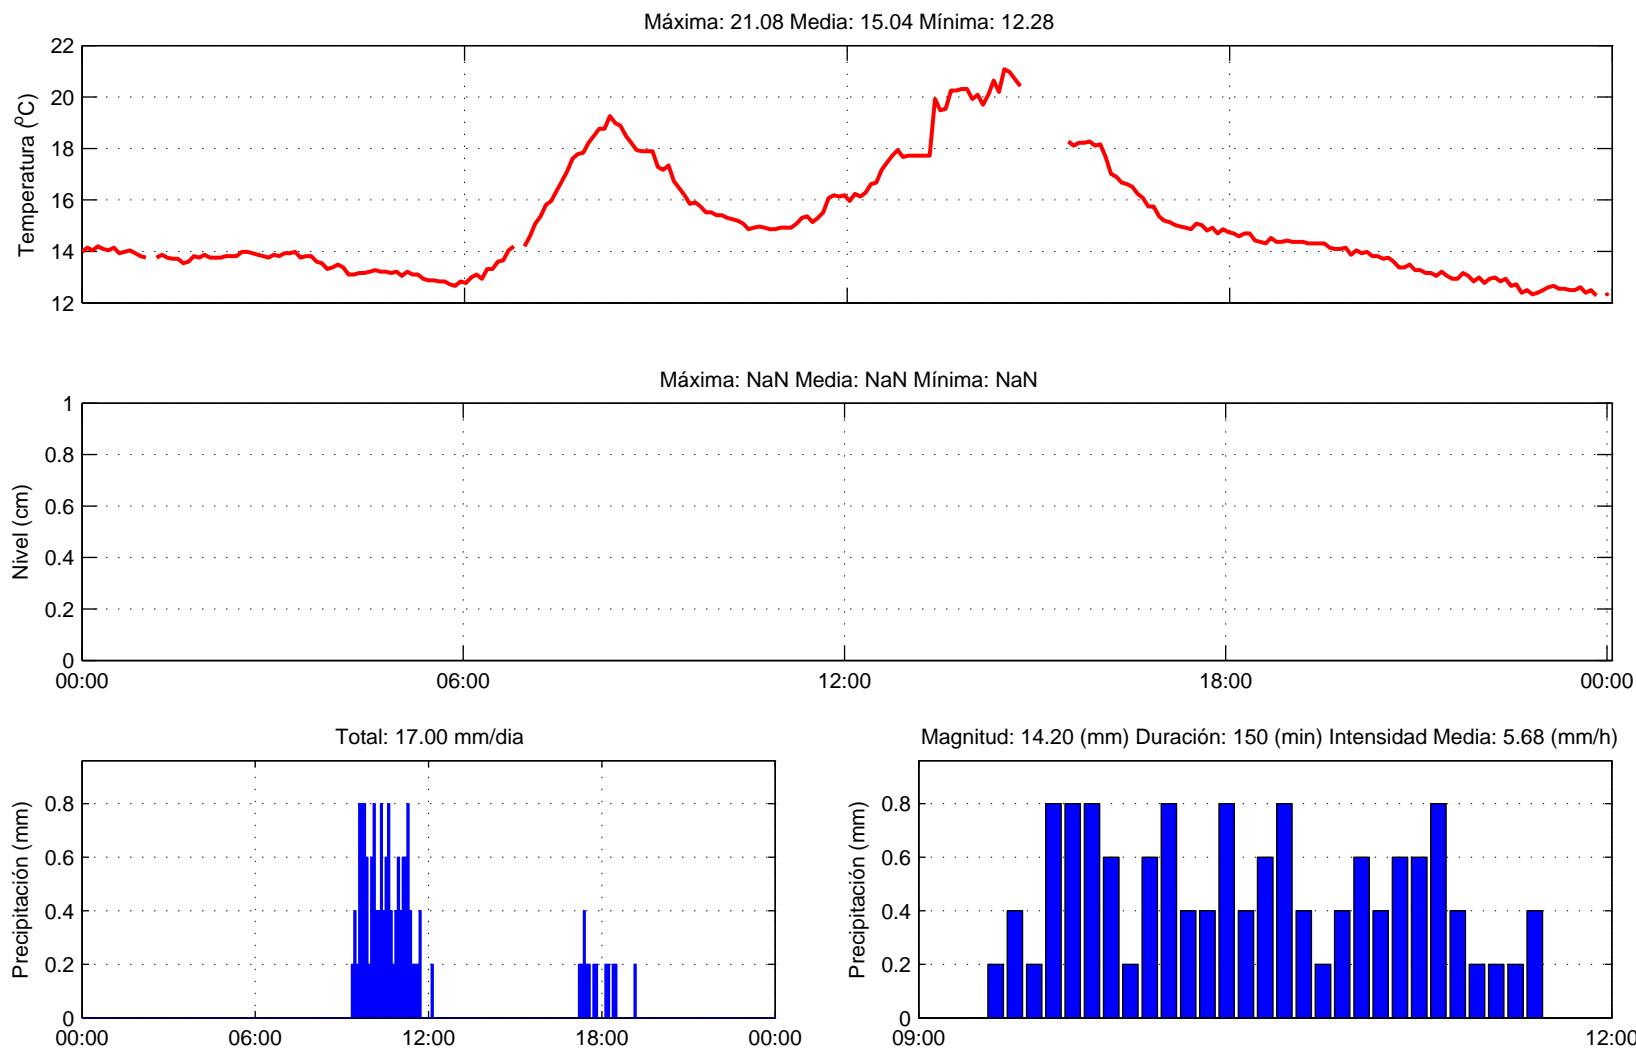 Máxima: 21.08 Media: 15.04 Mínima: 12.28
Temperatura (ºC)
22
20
18
16
14
12
Máxima: NaN Media: NaN Mínima: NaN
Nivel (cm)
1
0.8
0.6
0.4
0.2
0
00:00 06:00 12:00 18:00 00:00
Total: 17.00 mm/dia
Precipitación (mm)
0.8
0.6
0.4
0.2
0
00:00 06:00 12:00 18:00 00:00
Magnitud: 14.20 (mm) Duración: 150 (min) Intensidad Media: 5.68 (mm/h)
Precipitación (mm)
0.8
0.6
0.4
0.2
0
09:00 12:00